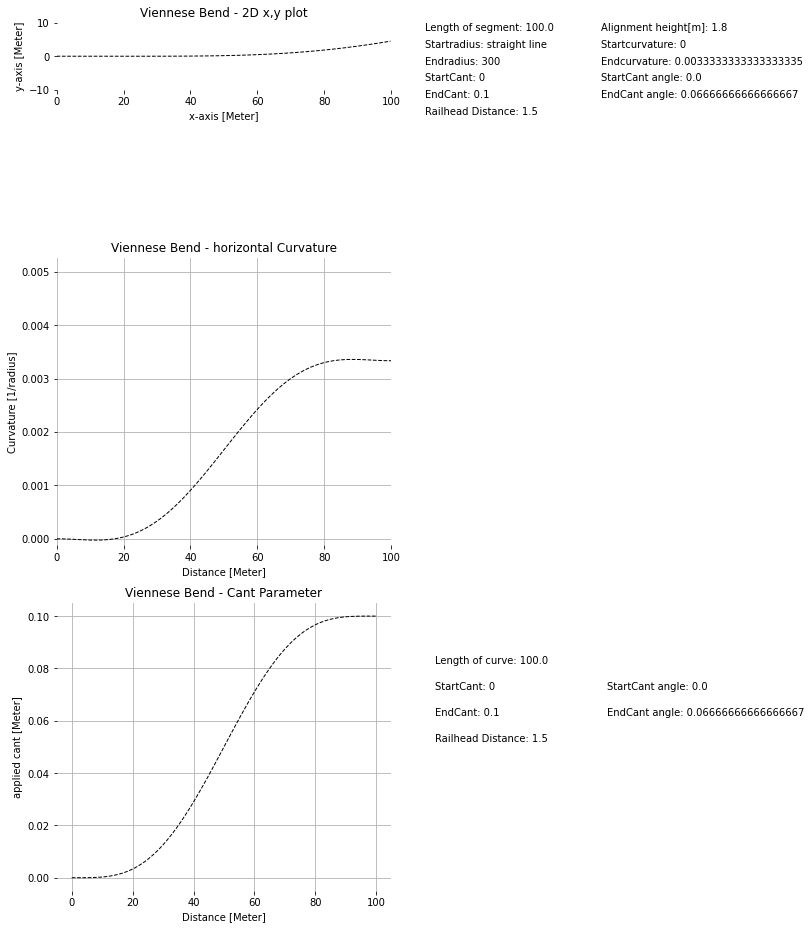 Viennese Bend - 2D x,y plot
y-axis [Meter]
10
0
−10
0 20 40 60 80 100
x-axis [Meter]
Length of segment: 100.0
Startradius: straight line
Endradius: 300
StartCant: 0
EndCant: 0.1
Railhead Distance: 1.5
Alignment height[m]: 1.8
Startcurvature: 0
Endcurvature: 0.0033333333333333335
StartCant angle: 0.0
EndCant angle: 0.06666666666666667
Viennese Bend - horizontal Curvature
Curvature [1/radius]
0.005
0.004
0.003
0.002
0.001
0.000
0 20 40 60 80 100
Distance [Meter]
Viennese Bend - Cant Parameter
applied cant [Meter]
0.10
0.08
0.06
0.04
0.02
0.00
0 20 40 60 80 100
Distance [Meter]
Length of curve: 100.0
StartCant: 0
EndCant: 0.1
Railhead Distance: 1.5
StartCant angle: 0.0
EndCant angle: 0.06666666666666667